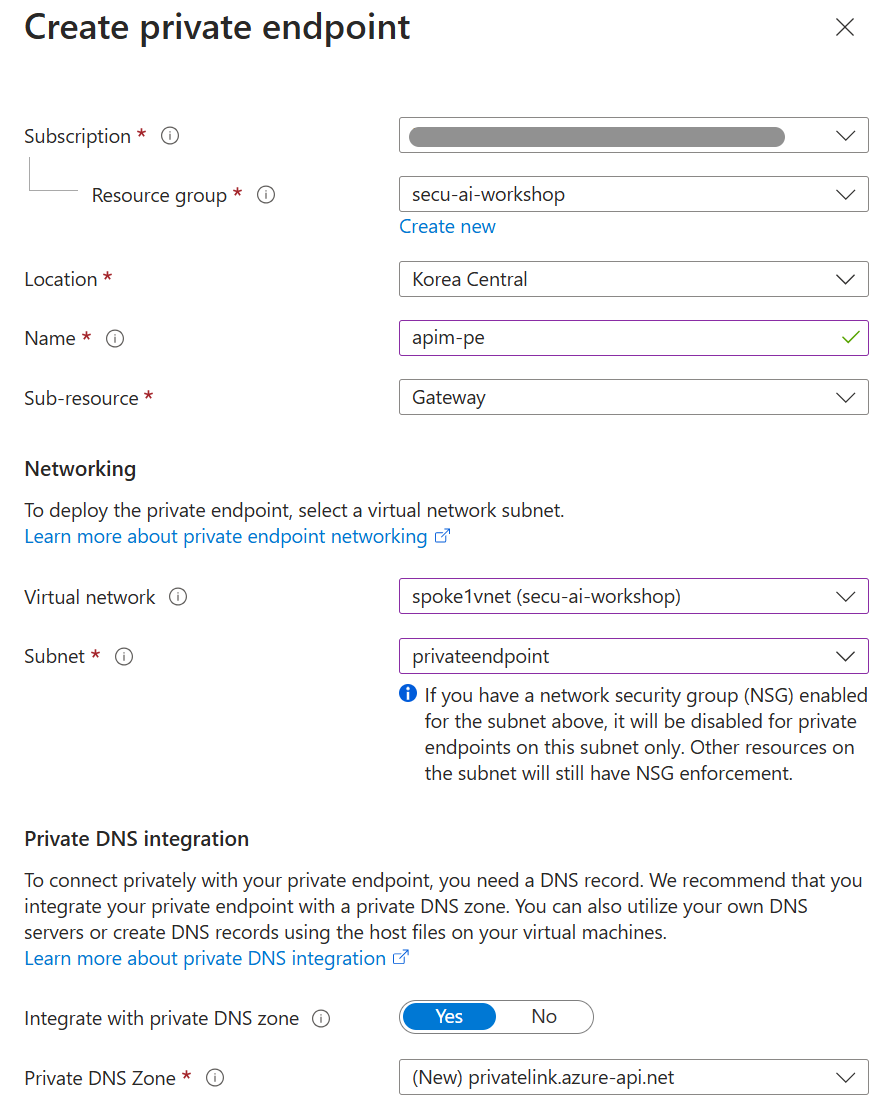 Create private endpoint
Subscription *
Resource group *
secu-ai-workshop
Create new
Location *
Korea Central
Name *
apim-pe
Sub-resource *
Gateway
Networking
To deploy the private endpoint, select a virtual network subnet.
Learn more about private endpoint networking
Virtual network
spoke1vnet (secu-ai-workshop)
Subnet *
privateendpoint
If you have a network security group (NSG) enabled
for the subnet above, it will be disabled for private
endpoints on this subnet only. Other resources on
the subnet will still have NSG enforcement.
Private DNS integration
To connect privately with your private endpoint, you need a DNS record. We recommend that you
integrate your private endpoint with a private DNS zone. You can also utilize your own DNS
servers or create DNS records using the host files on your virtual machines.
Learn more about private DNS integration
Integrate with private DNS zone
Yes No
Private DNS Zone *
(New) privatelink.azure-api.net